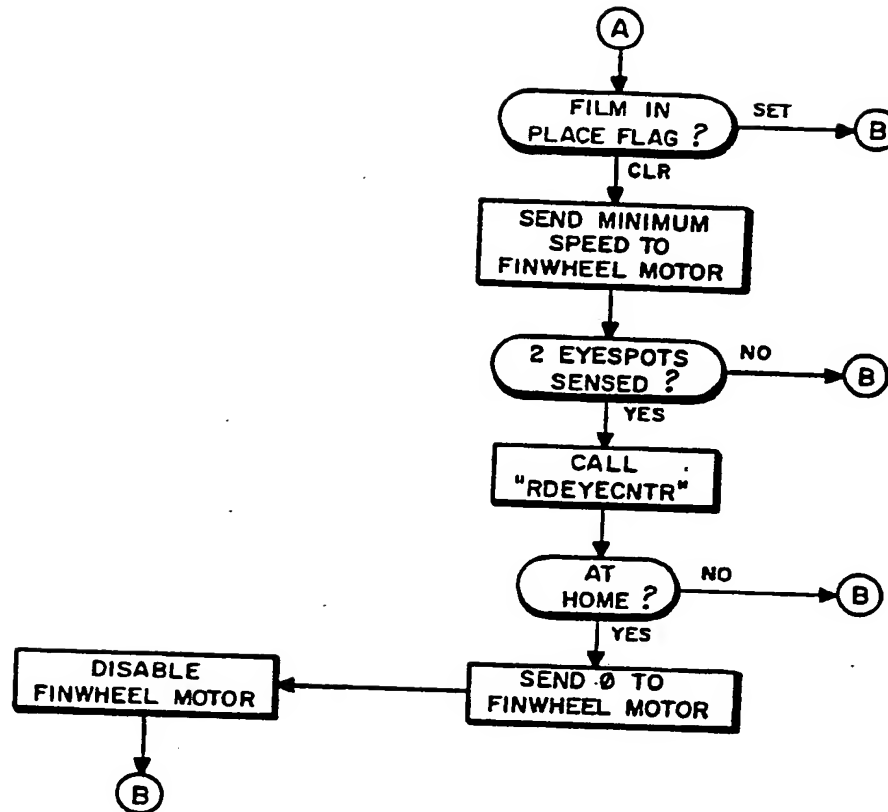 A
FILM IN
PLACE FLAG ?
SET
B
CLR
SEND MINIMUM
SPEED TO
FINWHEEL MOTOR
2 EYESPOTS
SENSED ?
NO
B
YES
CALL
"RDEYECNTR"
AT
HOME ?
NO
B
YES
DISABLE
FINWHEEL MOTOR
SEND 0 TO
FINWHEEL MOTOR
B